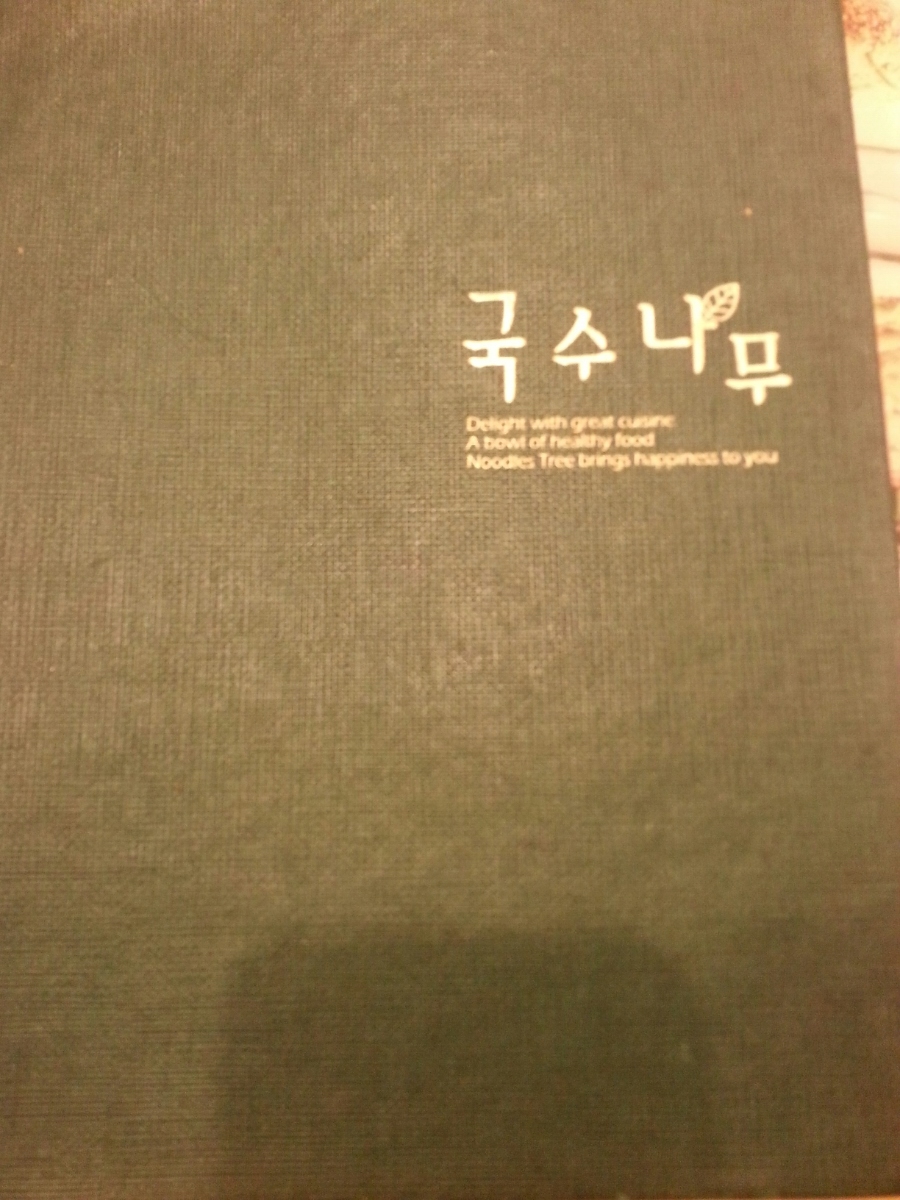 국수나무
Delight with great cuisine
A bowl of healthy food
Noodles Tree brings happiness to you